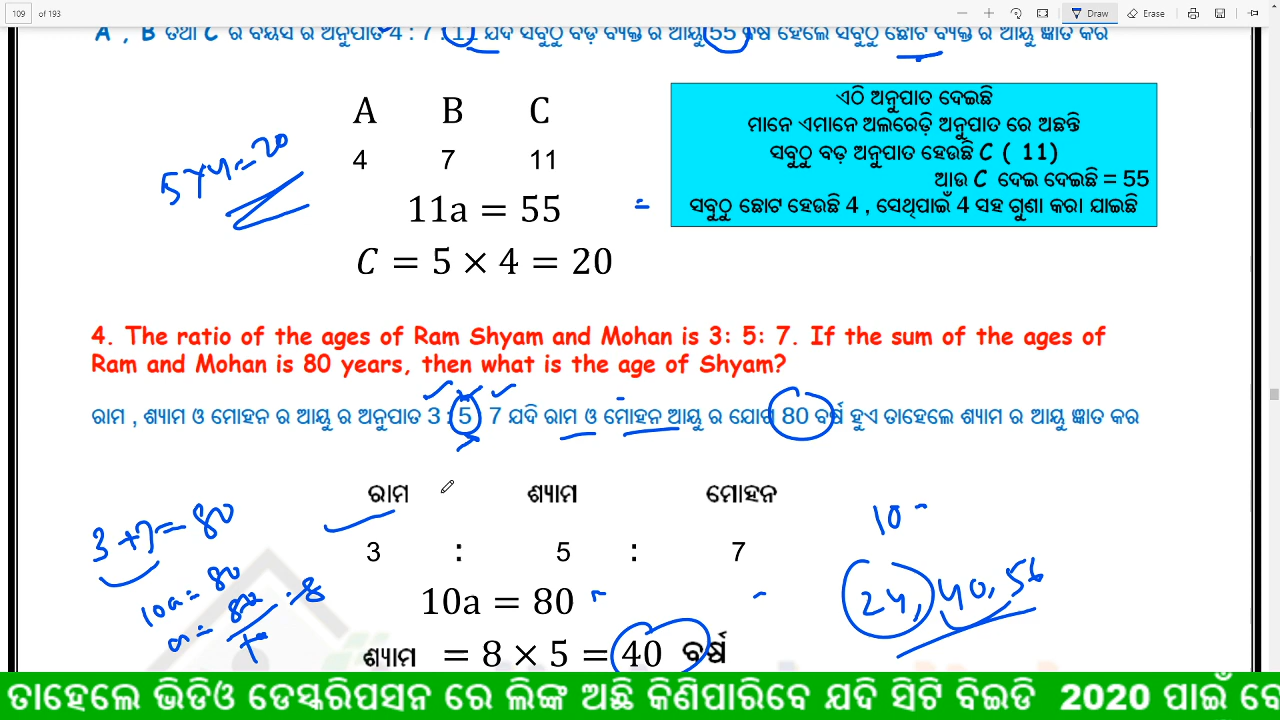 109 of 193
Draw
Erase
A , B ତଥା C ର ବୟସ ର ଅନୁପାତ 4 : 7 : 11 ଯଦି ସବୁଠୁ ବଡ଼ ବ୍ୟକ୍ତି ର ଆୟୁ 55 ବର୍ଷ ହେଲେ ସବୁଠୁ ଛୋଟ ବ୍ୟକ୍ତି ର ଆୟୁ ଜ୍ଞାତ କର
A B C
4 7 11
11a = 55
C = 5 × 4 = 20
5×4=20
ଏଠି ଅନୁପାତ ଦେଇଛି
ମାନେ ଏମାନେ ଅଲରେଡ଼ି ଅନୁପାତ ରେ ଅଛନ୍ତି
ସବୁଠୁ ବଡ଼ ଅନୁପାତ ହେଉଛି C ( 11)
ଆଉ C ଦେଇ ଦେଇଛି = 55
ସବୁଠୁ ଛୋଟ ହେଉଛି 4 , ସେଥିପାଇଁ 4 ସହ ଗୁଣା କରା ଯାଇଛି
4. The ratio of the ages of Ram Shyam and Mohan is 3: 5: 7. If the sum of the ages of
Ram and Mohan is 80 years, then what is the age of Shyam?
ରାମ , ଶ୍ୟାମ ଓ ମୋହନ ର ଆୟୁ ର ଅନୁପାତ 3 : 5 : 7 ଯଦି ରାମ ଓ ମୋହନ ଆୟୁ ର ଯୋଗ 80 ବର୍ଷ ହୁଏ ତାହେଲେ ଶ୍ୟାମ ର ଆୟୁ ଜ୍ଞାତ କର
ରାମ ଶ୍ୟାମ ମୋହନ
3 : 5 : 7
10a = 80
ଶ୍ୟାମ = 8 × 5 = 40 ବର୍ଷ
3+7=80
10a=80
10
24, 40, 56
ତାହେଲେ ଭିଡିଓ ଡେସ୍କରିପସନ ରେ ଲିଙ୍କ ଅଛି କିଣିପାରିବେ ଯଦି ସିଟି ବିଇଡି 2020 ପାଇଁ